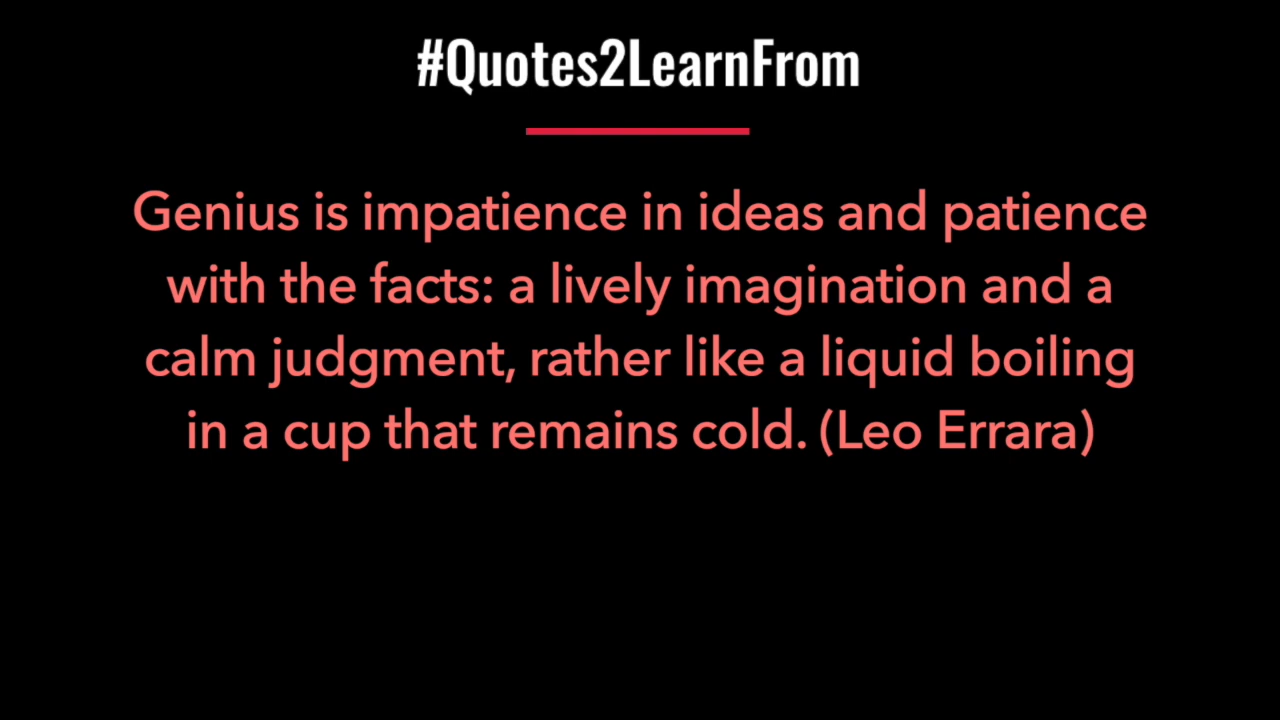 #Quotes2LearnFrom
Genius is impatience in ideas and patience
with the facts: a lively imagination and a
calm judgment, rather like a liquid boiling
in a cup that remains cold. (Leo Errara)